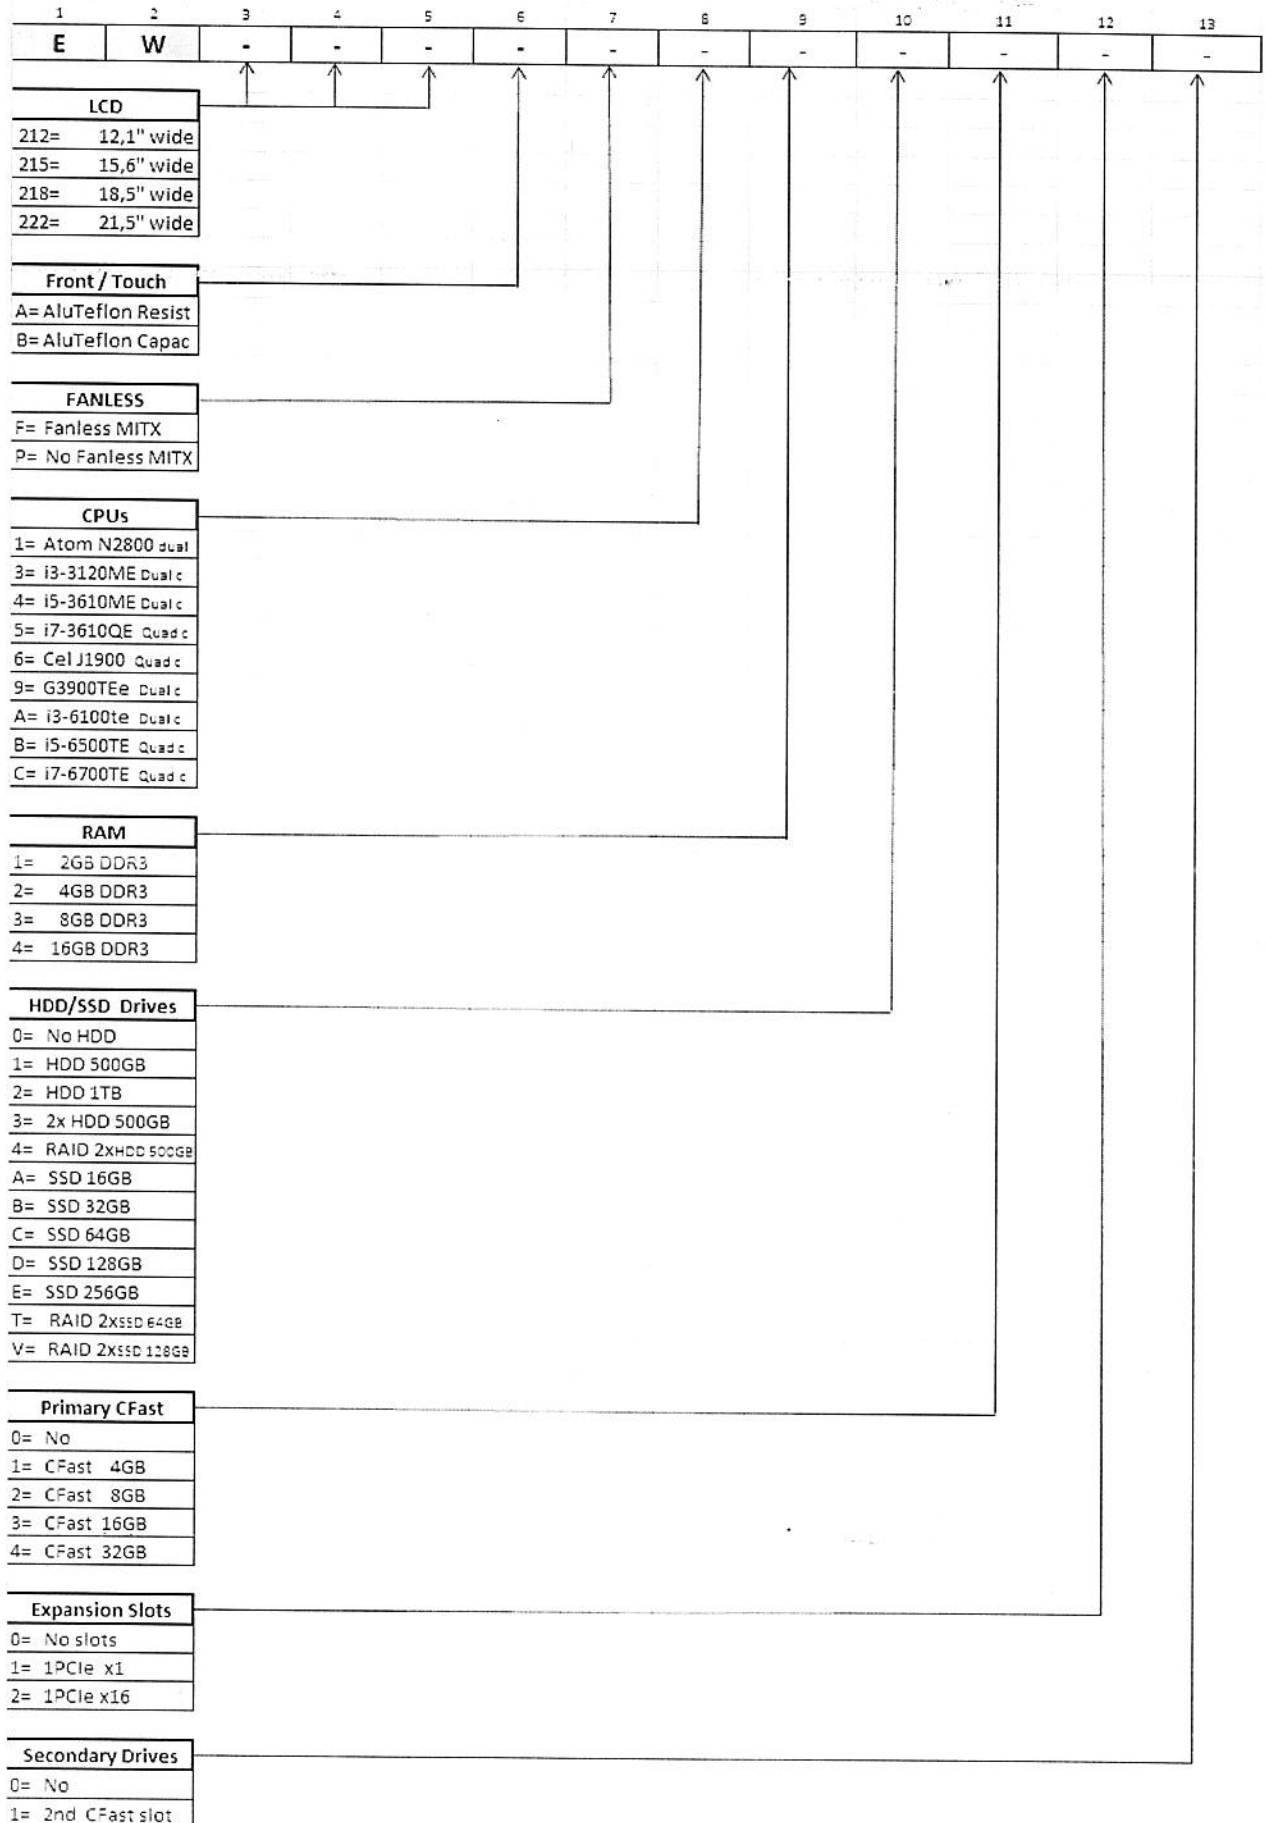 1 2 3 4 5 6 7 8 9 10 11 12 13
E W - - - - - - - - - - -
LCD
212= 12,1" wide
215= 15,6" wide
218= 18,5" wide
222= 21,5" wide
Front / Touch
A= AluTeflon Resist
B= AluTeflon Capac
FANLESS
F= Fanless MITX
P= No Fanless MITX
CPUs
1= Atom N2800 dual
3= i3-3120ME Dual c
4= i5-3610ME Dual c
5= i7-3610QE Quad c
6= Cel J1900 Quad c
9= G3900TEe Dual c
A= i3-6100te Dual c
B= i5-6500TE Quad c
C= i7-6700TE Quad c
RAM
1= 2GB DDR3
2= 4GB DDR3
3= 8GB DDR3
4= 16GB DDR3
HDD/SSD Drives
0= No HDD
1= HDD 500GB
2= HDD 1TB
3= 2x HDD 500GB
4= RAID 2xHDD 500GB
A= SSD 16GB
B= SSD 32GB
C= SSD 64GB
D= SSD 128GB
E= SSD 256GB
T= RAID 2xSSD 64GB
V= RAID 2xSSD 128GB
Primary CFast
0= No
1= CFast 4GB
2= CFast 8GB
3= CFast 16GB
4= CFast 32GB
Expansion Slots
0= No slots
1= 1PCIe x1
2= 1PCIe x16
Secondary Drives
0= No
1= 2nd CFast slot